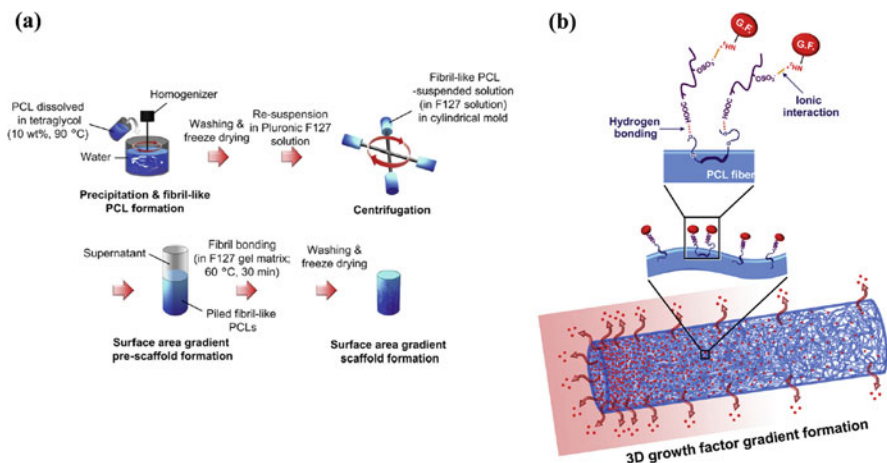 (a)
PCL dissolved
in tetraglycol
(10 wt%, 90 °C)
Homogenizer
Water
Precipitation & fibril-like
PCL formation
Washing &
freeze drying
Re-suspension
in Pluronic F127
solution
Fibril-like PCL
-suspended solution
(in F127 solution)
in cylindrical mold
Centrifugation
Supernatant
Fibril bonding
(in F127 gel matrix;
60 °C, 30 min)
Piled fibril-like
PCLs
Surface area gradient
pre-scaffold formation
Washing &
freeze drying
Surface area gradient
scaffold formation
(b)
G.F.
G.F.
Ionic
interaction
Hydrogen
bonding
HOOC
HOOC
PCL fiber
3D growth factor gradient formation